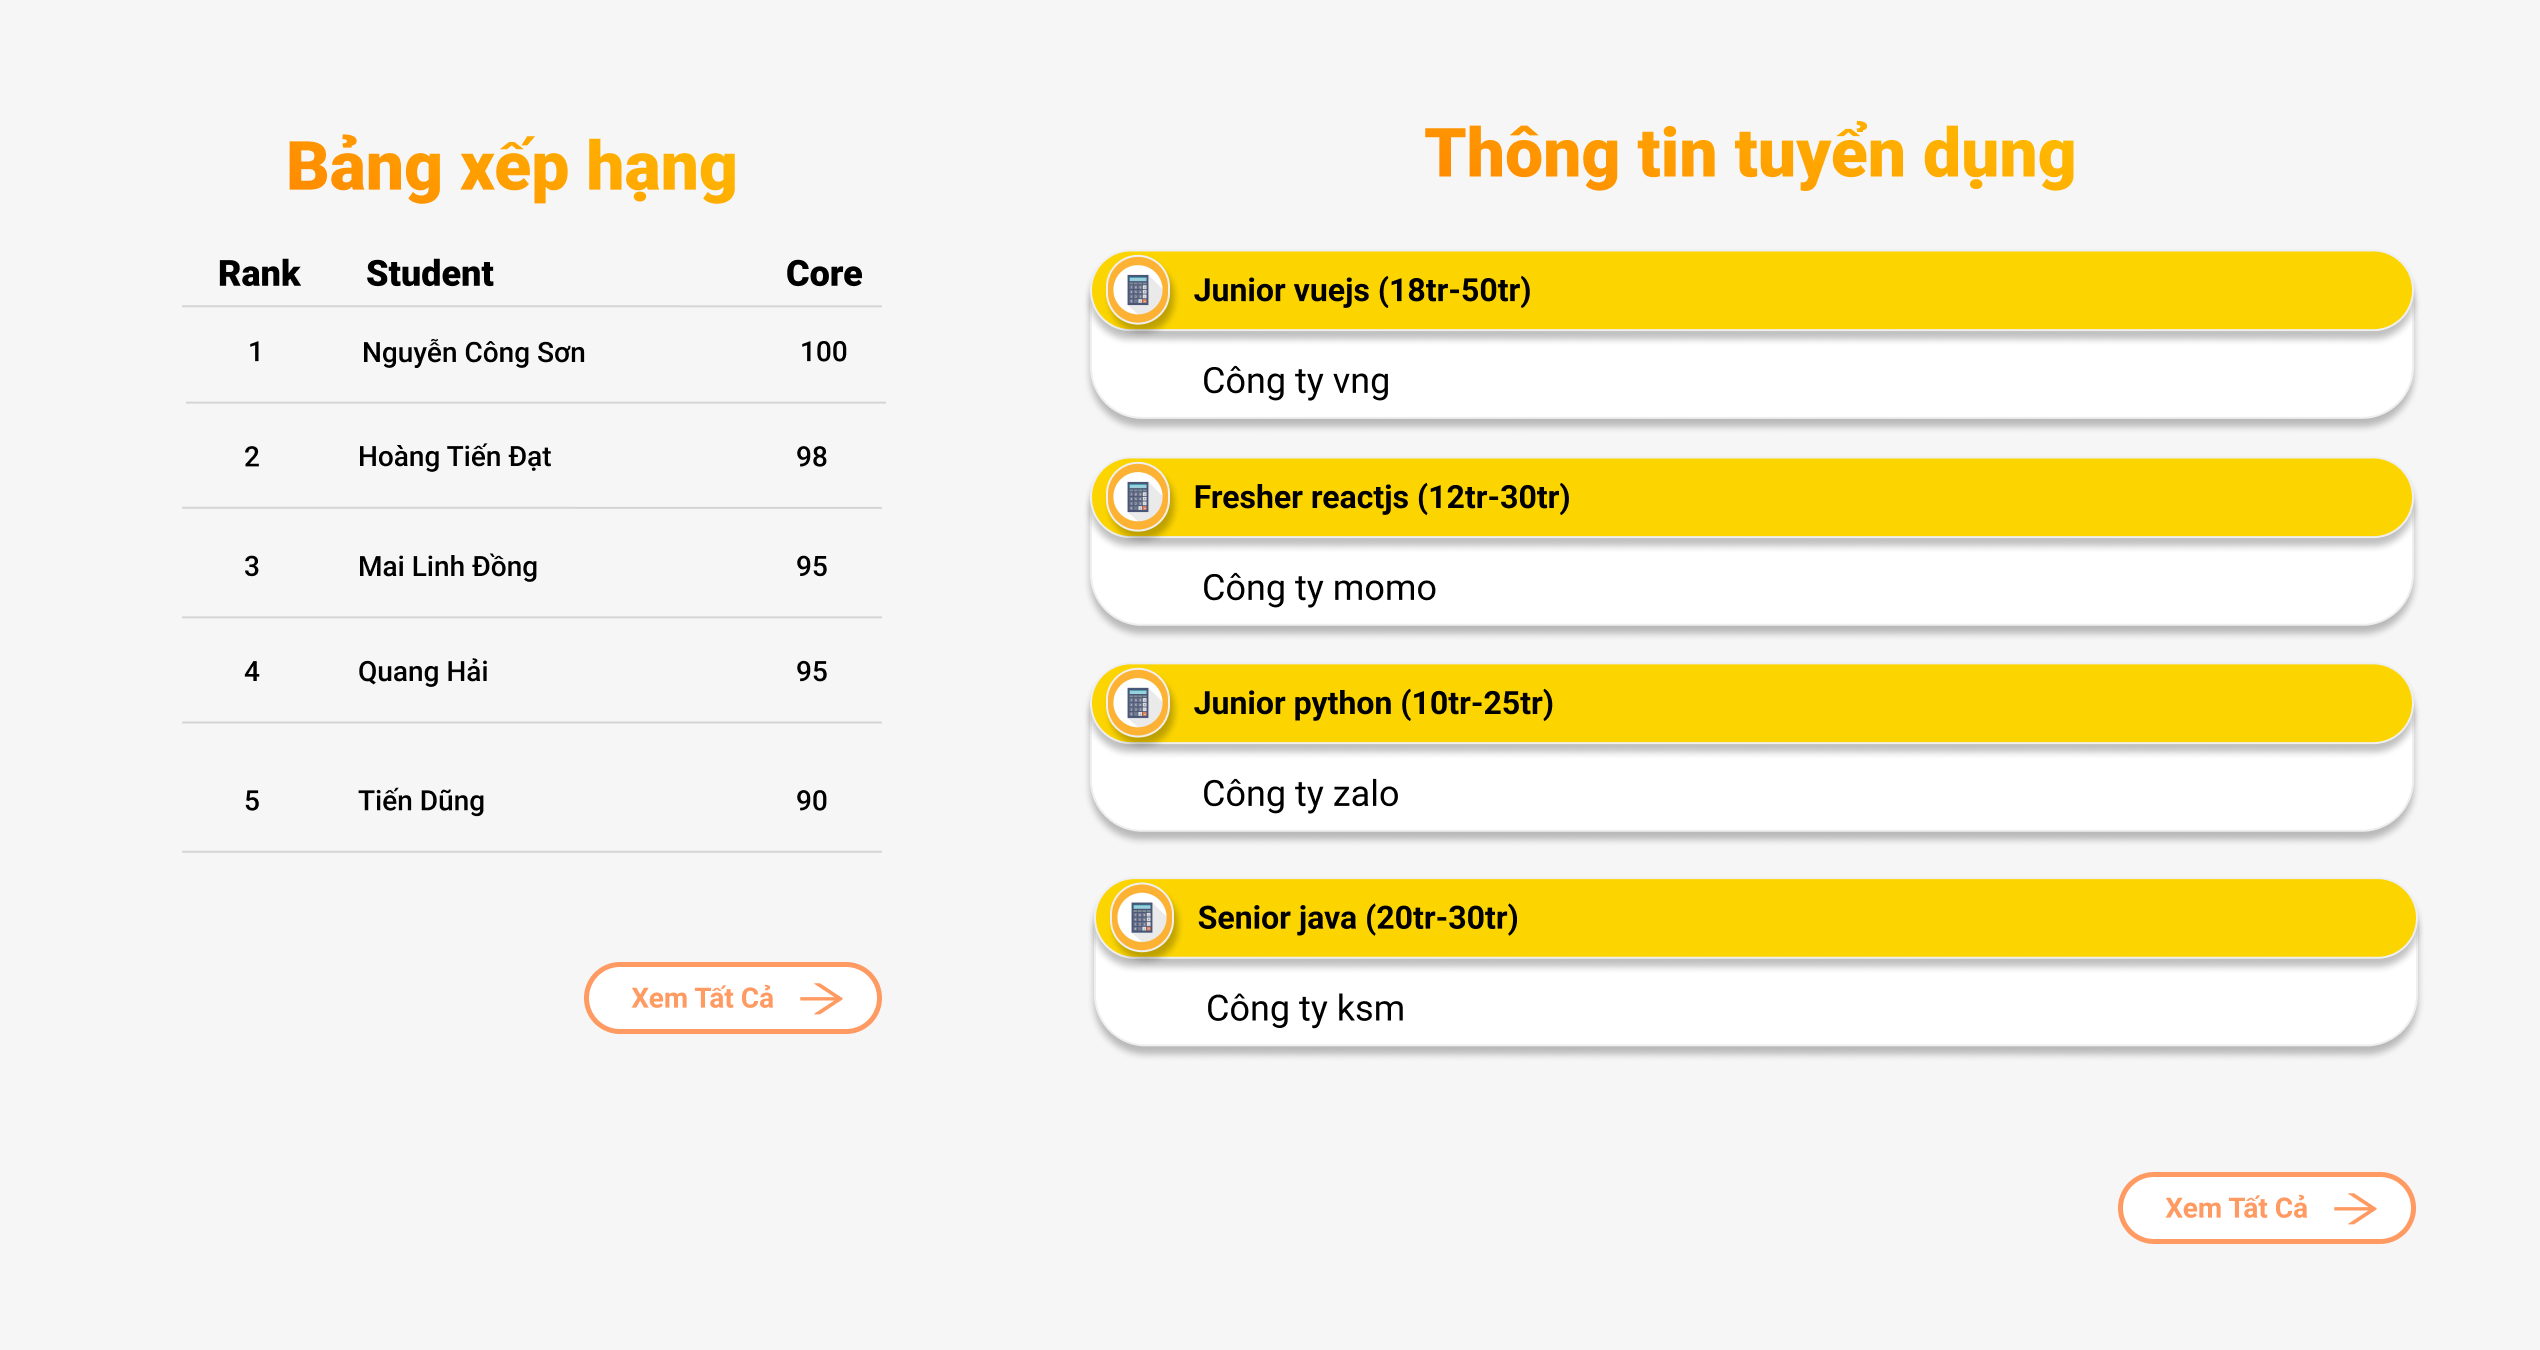 Bảng xếp hạng
Rank Student Core
1 Nguyễn Công Sơn 100
2 Hoàng Tiến Đạt 98
3 Mai Linh Đồng 95
4 Quang Hải 95
5 Tiến Dũng 90
Xem Tất Cả
Thông tin tuyển dụng
Junior vuejs (18tr-50tr)
Công ty vng
Fresher reactjs (12tr-30tr)
Công ty momo
Junior python (10tr-25tr)
Công ty zalo
Senior java (20tr-30tr)
Công ty ksm
Xem Tất Cả